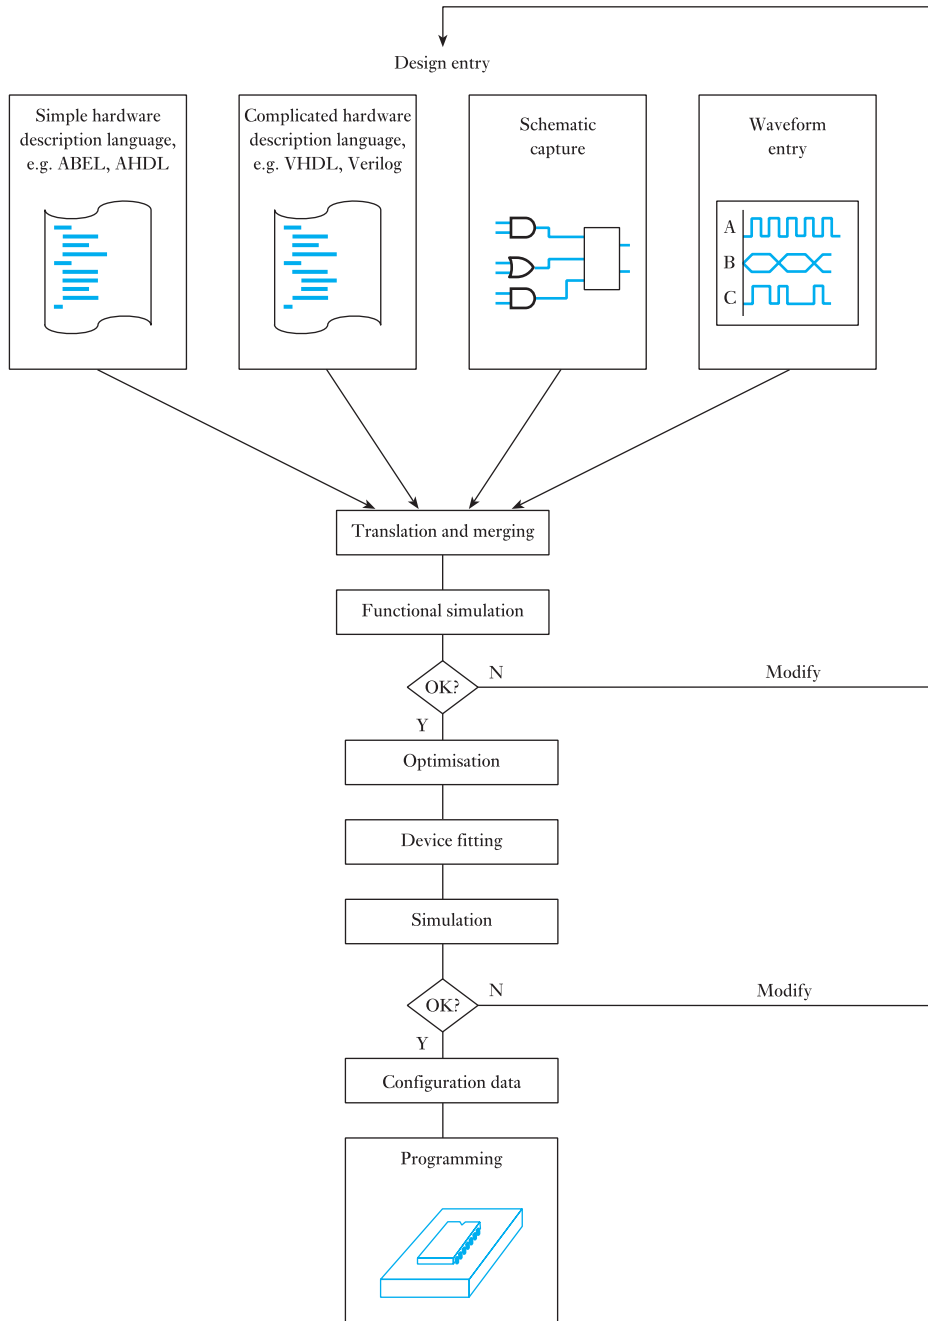 Design entry
Simple hardware
description language,
e.g. ABEL, AHDL
Complicated hardware
description language,
e.g. VHDL, Verilog
Schematic
capture
Waveform
entry
A
B
C
Translation and merging
Functional simulation
OK?
N
Modify
Y
Optimisation
Device fitting
Simulation
OK?
N
Modify
Y
Configuration data
Programming